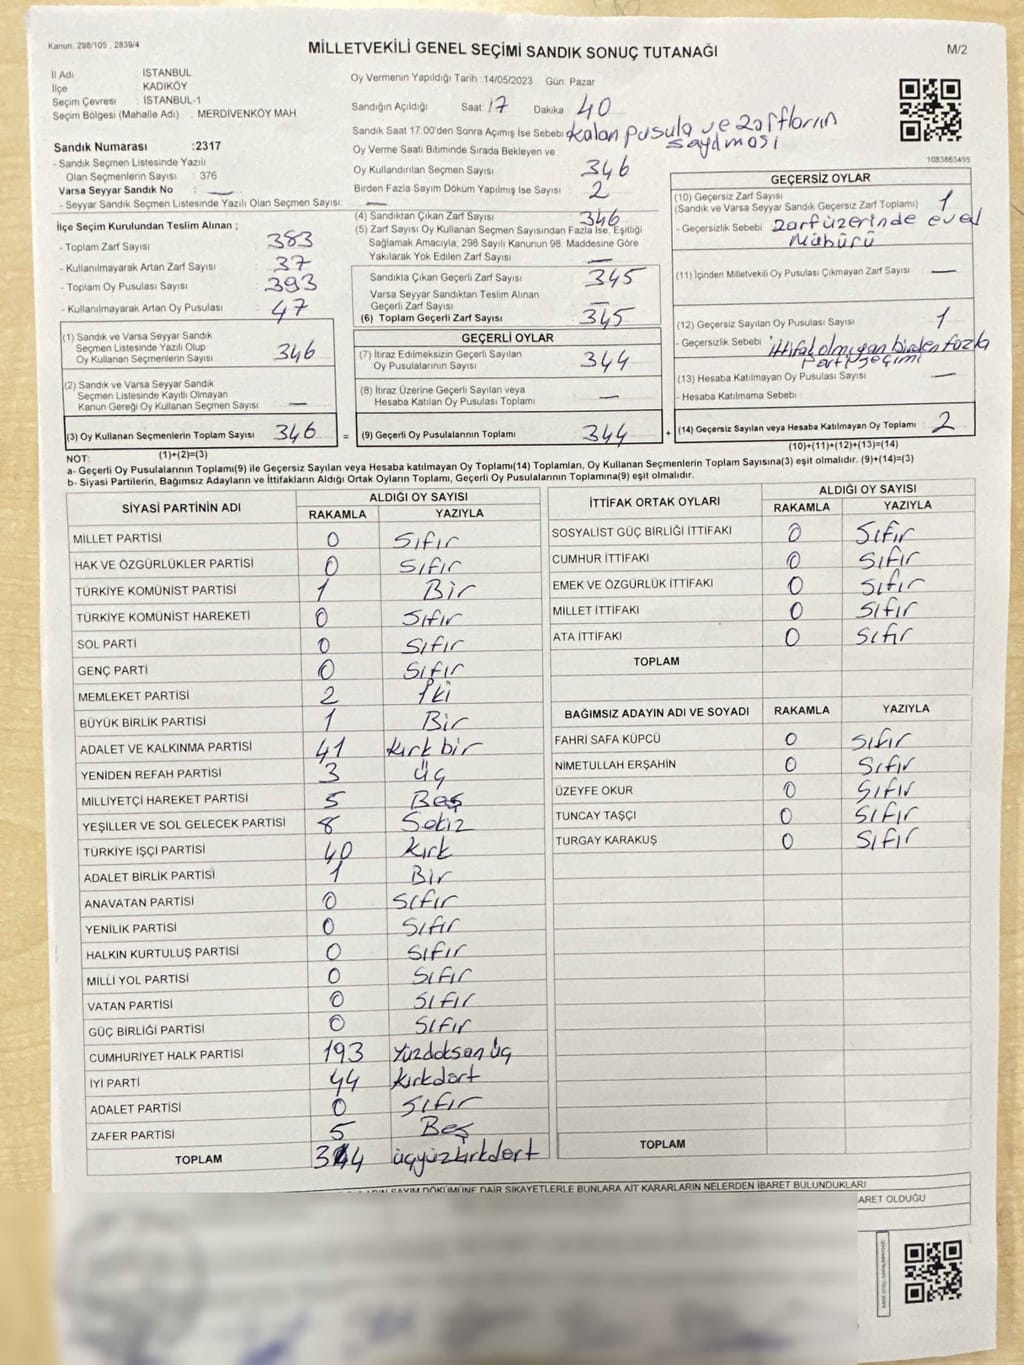 Kanun, 298/105 , 2839/4
MİLLETVEKİLİ GENEL SEÇİMİ SANDIK SONUÇ TUTANAĞI
M/2
İl Adı İSTANBUL
İlçe KADIKÖY
Seçim Çevresi : İSTANBUL-1
Seçim Bölgesi (Mahalle Adı) : MERDİVENKÖY MAH
Oy Vermenin Yapıldığı Tarih :14/05/2023 Gün: Pazar
Sandığın Açıldığı Saat: 17 Dakika 40
Sandık Saat 17.00'den Sonra Açımış İse Sebebi Kalan pusula ve zarfların
sayılması
Oy Verme Saati Bitiminde Sırada Bekleyen ve
Oy Kullandırılan Seçmen Sayısı 346
Birden Fazla Sayım Döküm Yapılmış İse Sayısı 2
1083863495
Sandık Numarası :2317
- Sandık Seçmen Listesinde Yazılı
Olan Seçmenlerin Sayısı : 376
Varsa Seyyar Sandık No : —
- Seyyar Sandık Seçmen Listesinde Yazılı Olan Seçmen Sayısı: —
İlçe Seçim Kurulundan Teslim Alınan ;
- Toplam Zarf Sayısı : 383
- Kullanılmayarak Artan Zarf Sayısı : 37
- Toplam Oy Pusulası Sayısı : 393
- Kullanılmayarak Artan Oy Pusulası : 47
(4) Sandıktan Çıkan Zarf Sayısı 346
(5) Zarf Sayısı Oy Kullanan Seçmen Sayısından Fazla İse, Eşitliği
Sağlamak Amacıyla; 298 Sayılı Kanunun 98. Maddesine Göre
Yakılarak Yok Edilen Zarf Sayısı —
Sandıkla Çıkan Geçerli Zarf Sayısı 345
Varsa Seyyar Sandıktan Teslim Alınan
Geçerli Zarf Sayısı —
(6) Toplam Geçerli Zarf Sayısı 345
GEÇERSİZ OYLAR
(10) Geçersiz Zarf Sayısı
(Sandık ve Varsa Seyyar Sandık Geçersiz Zarf Toplamı) 1
- Geçersizlik Sebebi Zarf üzerinde evet
Mührü
(11) İçinden Milletvekili Oy Pusulası Çıkmayan Zarf Sayısı —
(12) Geçersiz Sayılan Oy Pusulası Sayısı 1
- Geçersizlik Sebebi : ittifak olmıyan birden fazla
Parti seçimi
(13) Hesaba Katılmayan Oy Pusulası Sayısı —
- Hesaba Katılmama Sebebi :
(14) Geçersiz Sayılan veya Hesaba Katılmayan Oy Toplamı 2
(10)+(11)+(12)+(13)=(14)
(1) Sandık ve Varsa Seyyar Sandık
Seçmen Listesinde Yazılı Olup
Oy Kullanan Seçmenlerin Sayısı 346
(2) Sandık ve Varsa Seyyar Sandık
Seçmen Listesinde Kayıtlı Olmayan
Kanun Gereği Oy Kullanan Seçmen Sayısı —
(3) Oy Kullanan Seçmenlerin Toplam Sayısı 346 =
(1)+(2)=(3)
GEÇERLİ OYLAR
(7) İtiraz Edilmeksizin Geçerli Sayılan
Oy Pusulalarının Sayısı 344
(8) İtiraz Üzerine Geçerli Sayılan veya
Hesaba Katılan Oy Pusulası Toplamı —
(9) Geçerli Oy Pusulalarının Toplamı 344 +
NOT:
a- Geçerli Oy Pusulalarının Toplamı(9) ile Geçersiz Sayılan veya Hesaba katılmayan Oy Toplamı(14) Toplamları, Oy Kullanan Seçmenlerin Toplam Sayısına(3) eşit olmalıdır. (9)+(14)=(3)
b- Siyasi Partilerin, Bağımsız Adayların ve İttifakların Aldığı Ortak Oyların Toplamı, Geçerli Oy Pusulalarının Toplamına(9) eşit olmelidir.
SİYASİ PARTİNİN ADI ALDIĞI OY SAYISI
RAKAMLA YAZIYLA
MİLLET PARTİSİ 0 Sıfır
HAK VE ÖZGÜRLÜKLER PARTİSİ 0 Sıfır
TÜRKİYE KOMÜNİST PARTİSİ 1 Bir
TÜRKİYE KOMÜNİST HAREKETİ 0 Sıfır
SOL PARTİ 0 Sıfır
GENÇ PARTİ 0 Sıfır
MEMLEKET PARTİSİ 2 İki
BÜYÜK BİRLİK PARTİSİ 1 Bir
ADALET VE KALKINMA PARTİSİ 41 Kırk bir
YENİDEN REFAH PARTİSİ 3 üç
MİLLİYETÇİ HAREKET PARTİSİ 5 Beş
YEŞİLLER VE SOL GELECEK PARTİSİ 8 Sekiz
TÜRKİYE İŞÇİ PARTİSİ 40 Kırk
ADALET BİRLİK PARTİSİ 1 Bir
ANAVATAN PARTİSİ 0 Sıfır
YENİLİK PARTİSİ 0 Sıfır
HALKIN KURTULUŞ PARTİSİ 0 Sıfır
MİLLİ YOL PARTİSİ 0 Sıfır
VATAN PARTİSİ 0 Sıfır
GÜÇ BİRLİĞİ PARTİSİ 0 Sıfır
CUMHURİYET HALK PARTİSİ 193 Yüzdoksan üç
İYİ PARTİ 44 Kırkdört
ADALET PARTİSİ 0 Sıfır
ZAFER PARTİSİ 5 Beş
TOPLAM 344 üçyüzkırkdört
İTTİFAK ORTAK OYLARI ALDIĞI OY SAYISI
RAKAMLA YAZIYLA
SOSYALİST GÜÇ BİRLİĞİ İTTİFAKI 0 Sıfır
CUMHUR İTTİFAKI 0 Sıfır
EMEK VE ÖZGÜRLÜK İTTİFAKI 0 Sıfır
MİLLET İTTİFAKI 0 Sıfır
ATA İTTİFAKI 0 Sıfır
TOPLAM
BAĞIMSIZ ADAYIN ADI VE SOYADI RAKAMLA YAZIYLA
FAHRİ SAFA KÜPCÜ 0 Sıfır
NİMETULLAH ERŞAHİN 0 Sıfır
ÜZEYFE OKUR 0 Sıfır
TUNCAY TAŞÇI 0 Sıfır
TURGAY KARAKUŞ 0 Sıfır
TOPLAM
SAYIM DÖKÜMÜNE DAİR ŞİKAYETLERLE BUNLARA AİT KARARLARIN NELERDEN İBARET BULUNDUKLARI
İBARET OLDUĞU